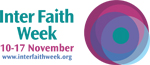 Inter Faith
Week
10-17 November
www.interfaithweek.org